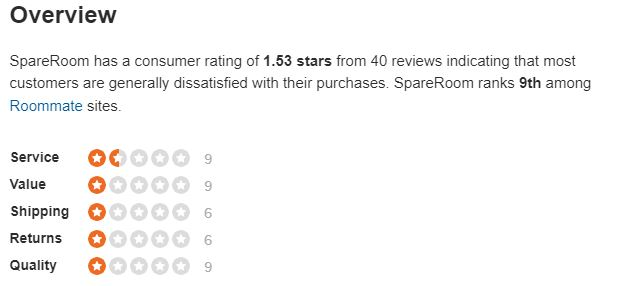 Overview
SpareRoom has a consumer rating of 1.53 stars from 40 reviews indicating that most
customers are generally dissatisfied with their purchases. SpareRoom ranks 9th among
Roommate sites.
Service 9
Value 9
Shipping 6
Returns 6
Quality 9